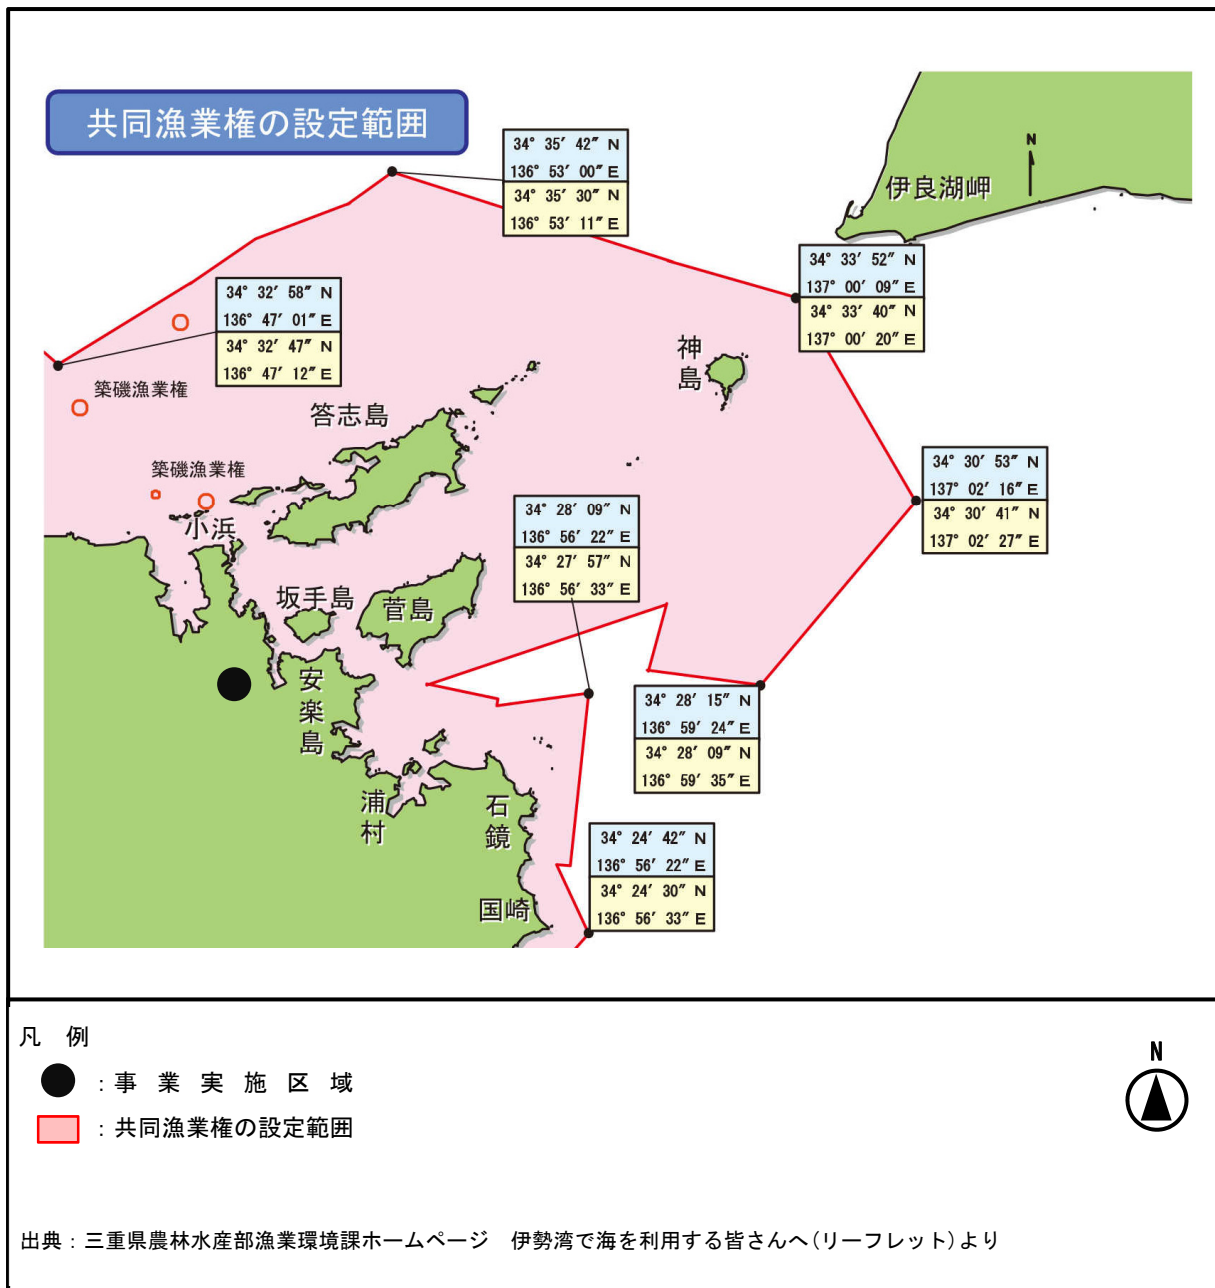 共同漁業権の設定範囲
34° 35′ 42″ N
136° 53′ 00″ E
34° 35′ 30″ N
136° 53′ 11″ E
N
伊良湖岬
34° 33′ 52″ N
137° 00′ 09″ E
34° 33′ 40″ N
137° 00′ 20″ E
34° 32′ 58″ N
136° 47′ 01″ E
34° 32′ 47″ N
136° 47′ 12″ E
神島
築磯漁業権
答志島
築磯漁業権
小浜
34° 30′ 53″ N
137° 02′ 16″ E
34° 30′ 41″ N
137° 02′ 27″ E
34° 28′ 09″ N
136° 56′ 22″ E
34° 27′ 57″ N
136° 56′ 33″ E
坂手島
菅島
安楽島
34° 28′ 15″ N
136° 59′ 24″ E
34° 28′ 09″ N
136° 59′ 35″ E
浦村
石鏡
34° 24′ 42″ N
136° 56′ 22″ E
34° 24′ 30″ N
136° 56′ 33″ E
国崎
凡 例
：事 業 実 施 区 域
：共同漁業権の設定範囲
N
出典：三重県農林水産部漁業環境課ホームページ　伊勢湾で海を利用する皆さんへ(リーフレット)より